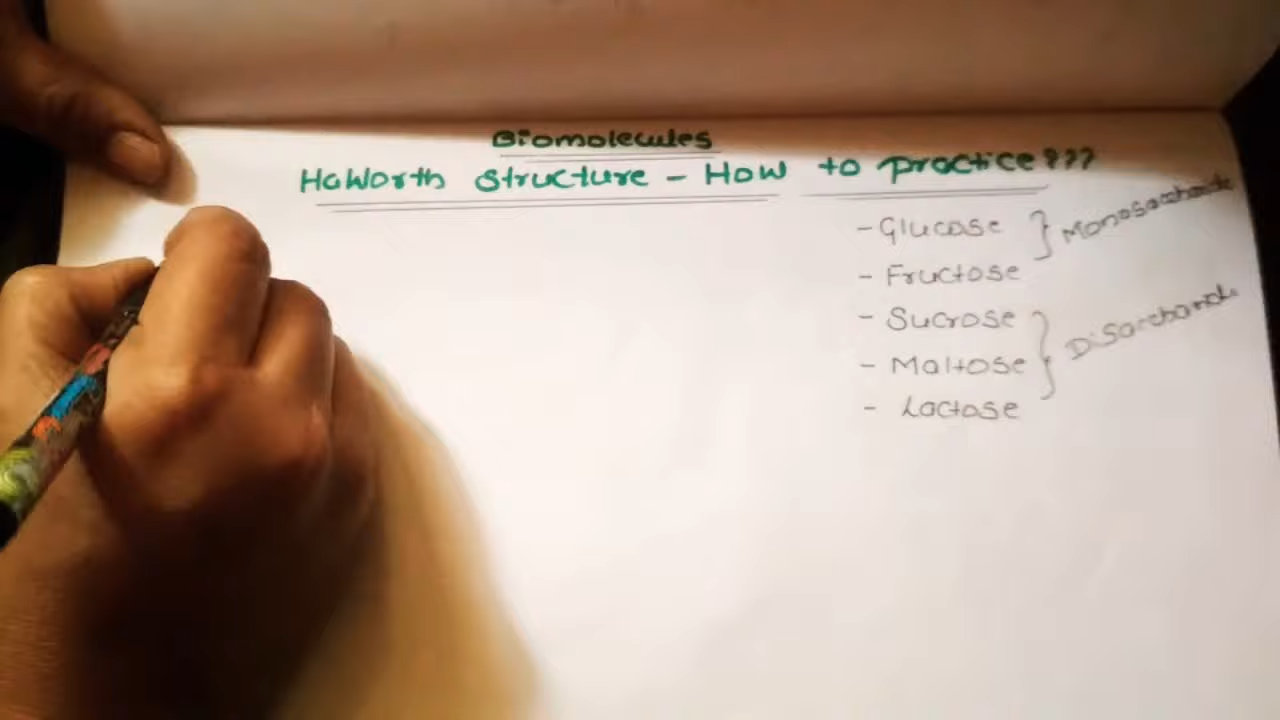 Biomolecules
Haworth Structure - How to practice???
- Glucose } Monosaccharide
- Fructose
- Sucrose
- Maltose } Disaccharide
- Lactose